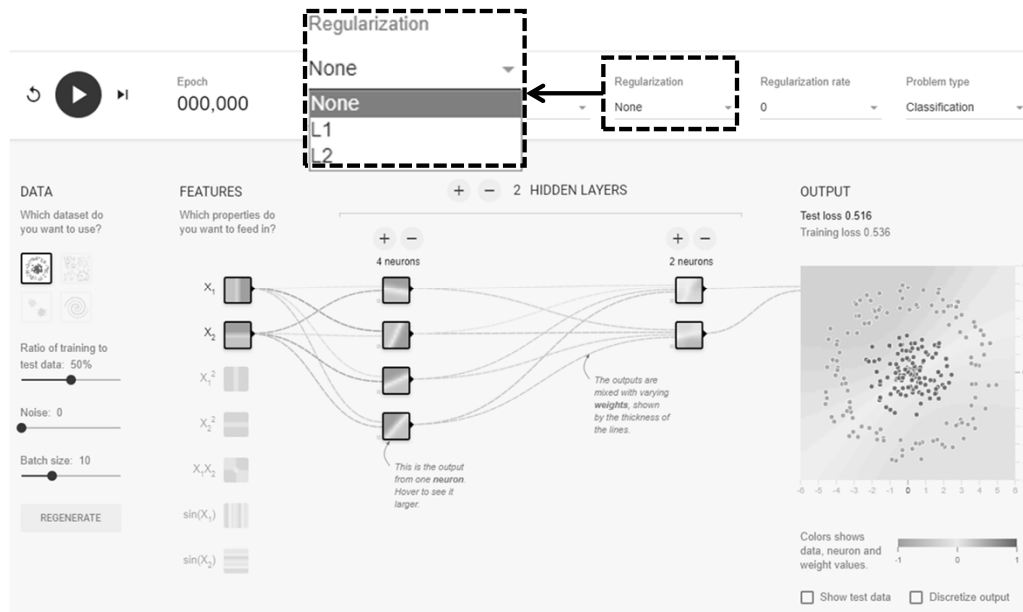 Regularization
None
None
L1
L2
Epoch
000,000
Regularization
None
Regularization rate
0
Problem type
Classification
DATA
Which dataset do
you want to use?
Ratio of training to
test data: 50%
Noise: 0
Batch size: 10
REGENERATE
FEATURES
Which properties do
you want to feed in?
X₁
X₂
X₁²
X₂²
X₁X₂
sin(X₁)
sin(X₂)
+ − 2 HIDDEN LAYERS
+ −
4 neurons
+ −
2 neurons
This is the output
from one neuron.
Hover to see it
larger.
The outputs are
mixed with varying
weights, shown
by the thickness of
the lines.
OUTPUT
Test loss 0.516
Training loss 0.536
-6 -5 -4 -3 -2 -1 0 1 2 3 4 5 6
Colors shows
data, neuron and
weight values.
-1 0 1
Show test data
Discretize output